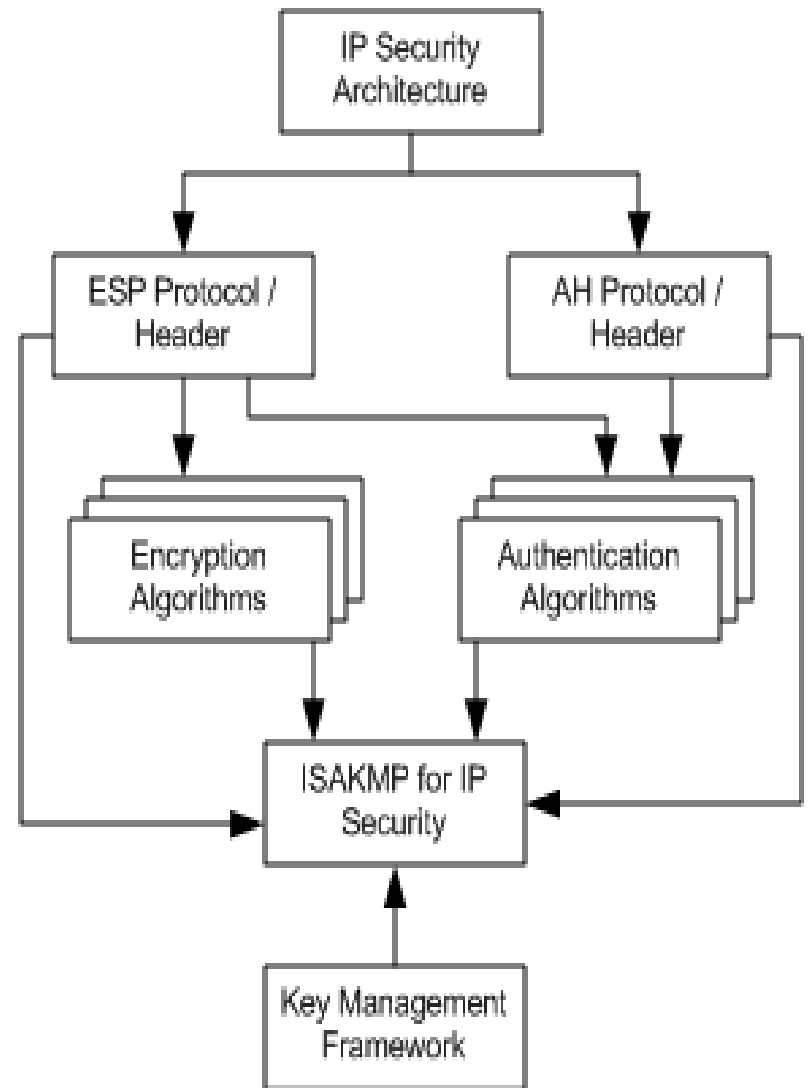 IP Security
Architecture
ESP Protocol /
Header
AH Protocol /
Header
Encryption
Algorithms
Authentication
Algorithms
ISAKMP for IP
Security
Key Management
Framework